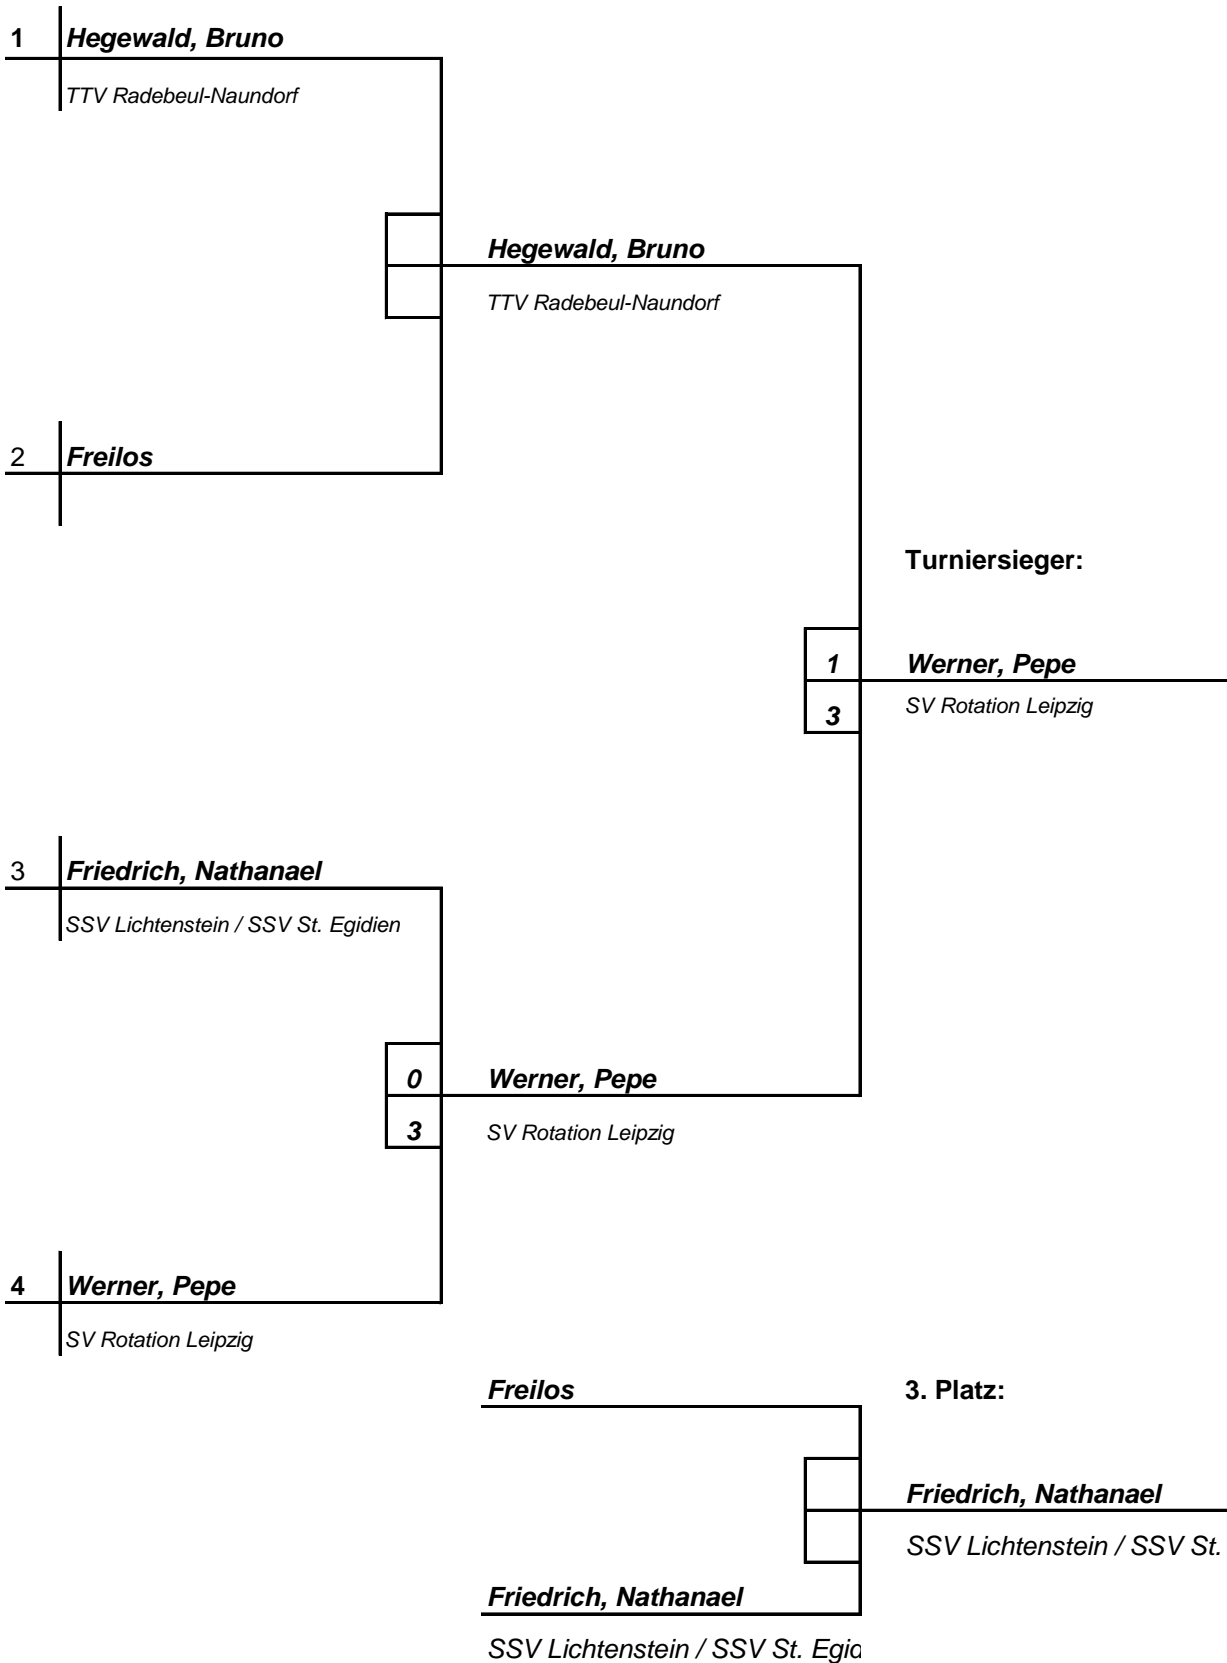 1 Hegewald, Bruno
TTV Radebeul-Naundorf
Hegewald, Bruno
TTV Radebeul-Naundorf
2 Freilos
Turniersieger:
1 Werner, Pepe
3 SV Rotation Leipzig
3 Friedrich, Nathanael
SSV Lichtenstein / SSV St. Egidien
0 Werner, Pepe
3 SV Rotation Leipzig
4 Werner, Pepe
SV Rotation Leipzig
Freilos 3. Platz:
Friedrich, Nathanael
SSV Lichtenstein / SSV St.
Friedrich, Nathanael
SSV Lichtenstein / SSV St. Egid